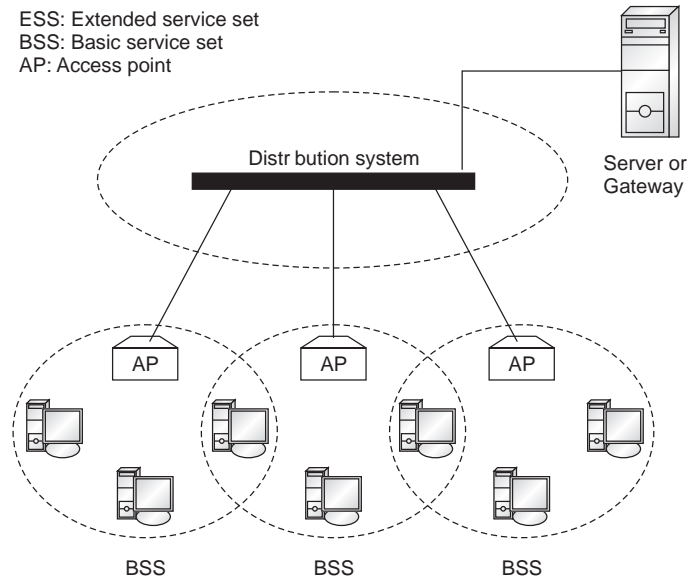 ESS: Extended service set
BSS: Basic service set
AP: Access point
Distr bution system
Server or
Gateway
AP
AP
AP
BSS
BSS
BSS